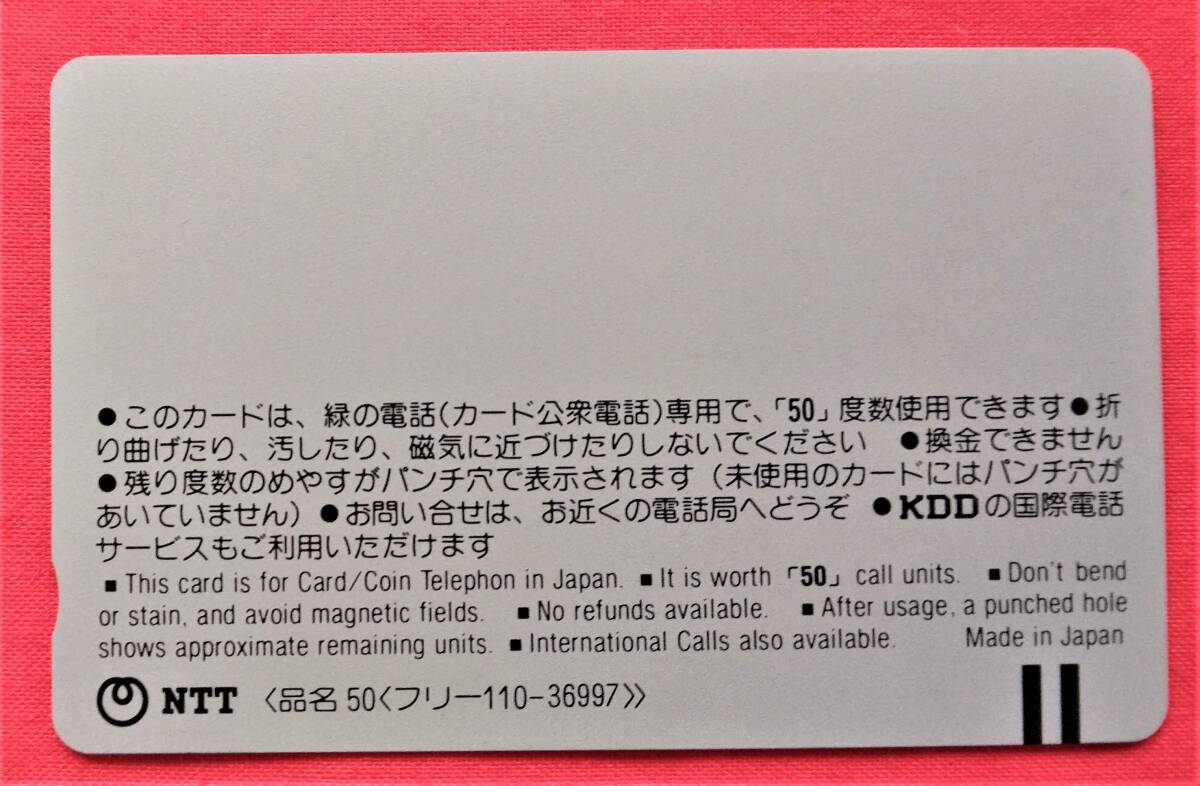 ●このカードは、緑の電話(カード公衆電話)専用で、「50」度数使用できます●折
り曲げたり、汚したり、磁気に近づけたりしないでください ●換金できません
●残り度数のめやすがパンチ穴で表示されます(未使用のカードにはパンチ穴が
あいていません)●お問い合せは、お近くの電話局へどうぞ ●KDDの国際電話
サービスもご利用いただけます
■This card is for Card/Coin Telephon in Japan. ■It is worth「50」call units. ■Don't bend
or stain, and avoid magnetic fields. ■No refunds available. ■After usage, a punched hole
shows approximate remaining units. ■International Calls also available. Made in Japan
NTT 〈品名 50〈フリー110-36997〉〉